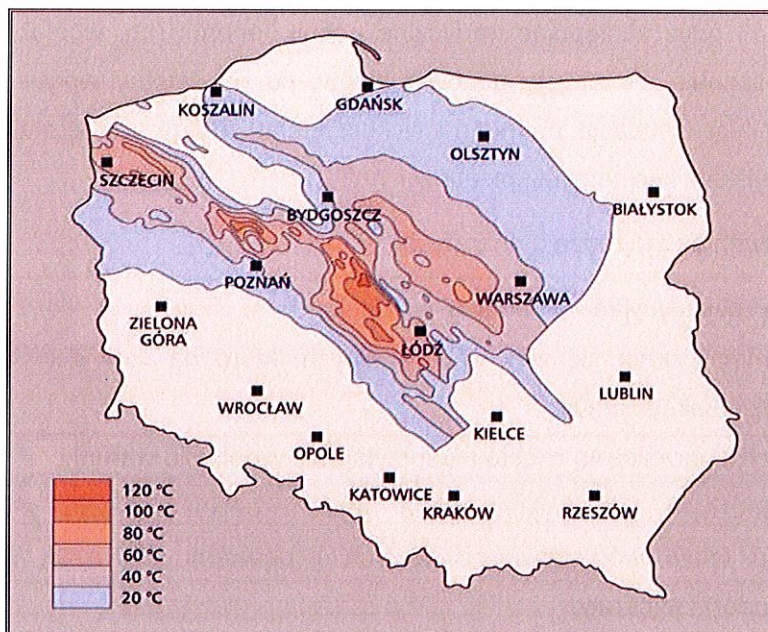 KOSZALIN
GDAŃSK
OLSZTYN
SZCZECIN
BYDGOSZCZ
BIAŁYSTOK
POZNAŃ
WARSZAWA
ZIELONA
GÓRA
ŁÓDŹ
WROCŁAW
LUBLIN
KIELCE
OPOLE
KATOWICE
KRAKÓW
RZESZÓW
120 °C
100 °C
80 °C
60 °C
40 °C
20 °C